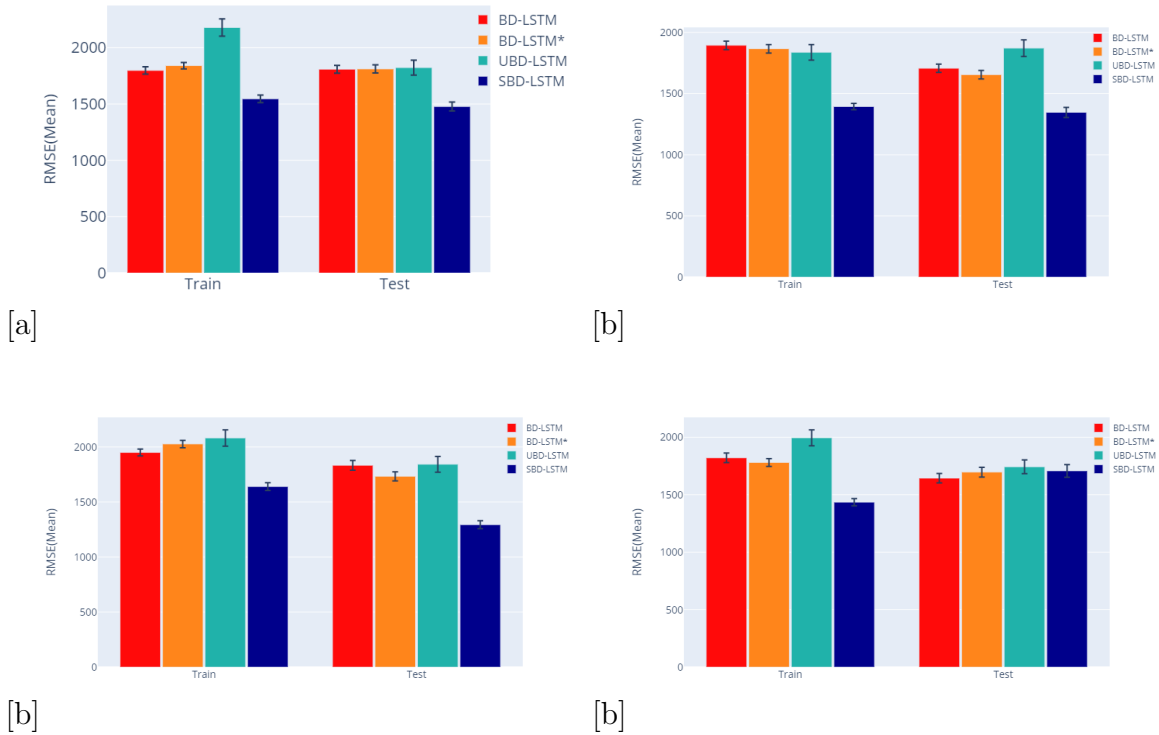 2000
1500
1000
500
0
RMSE(Mean)
Train
Test
BD-LSTM
BD-LSTM*
UBD-LSTM
SBD-LSTM
[a]
2000
1500
1000
500
0
RMSE(Mean)
Train
Test
BD-LSTM
BD-LSTM*
UBD-LSTM
SBD-LSTM
[b]
2000
1500
1000
500
0
RMSE(Mean)
Train
Test
BD-LSTM
BD-LSTM*
UBD-LSTM
SBD-LSTM
[b]
2000
1500
1000
500
0
RMSE(Mean)
Train
Test
BD-LSTM
BD-LSTM*
UBD-LSTM
SBD-LSTM
[b]